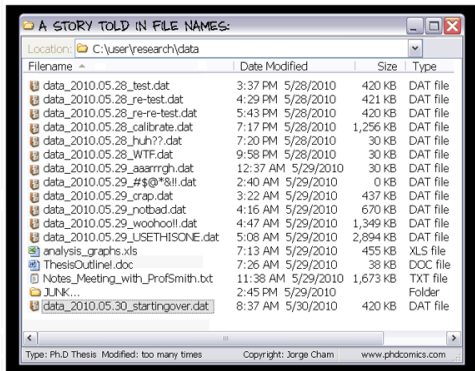 A STORY TOLD IN FILE NAMES:
Location: C:\user\research\data
Filename Date Modified Size Type
data_2010.05.28_test.dat 3:37 PM 5/28/2010 420 KB DAT file
data_2010.05.28_re-test.dat 4:29 PM 5/28/2010 421 KB DAT file
data_2010.05.28_re-re-test.dat 5:43 PM 5/28/2010 420 KB DAT file
data_2010.05.28_calibrate.dat 7:17 PM 5/28/2010 1,256 KB DAT file
data_2010.05.28_huh??.dat 7:20 PM 5/28/2010 30 KB DAT file
data_2010.05.28_WTF.dat 9:58 PM 5/28/2010 30 KB DAT file
data_2010.05.29_aaarrrgh.dat 12:37 AM 5/29/2010 30 KB DAT file
data_2010.05.29_#$@*&!!.dat 2:40 AM 5/29/2010 0 KB DAT file
data_2010.05.29_crap.dat 3:22 AM 5/29/2010 437 KB DAT file
data_2010.05.29_notbad.dat 4:16 AM 5/29/2010 670 KB DAT file
data_2010.05.29_woohoo!!.dat 4:47 AM 5/29/2010 1,349 KB DAT file
data_2010.05.29_USETHISONE.dat 5:08 AM 5/29/2010 2,894 KB DAT file
analysis_graphs.xls 7:13 AM 5/29/2010 455 KB XLS file
ThesisOutline!.doc 7:26 AM 5/29/2010 38 KB DOC file
Notes_Meeting_with_ProfSmith.txt 11:38 AM 5/29/2010 1,673 KB TXT file
JUNK... 2:45 PM 5/29/2010 Folder
data_2010.05.30_startingover.dat 8:37 AM 5/30/2010 420 KB DAT file
Type: Ph.D Thesis Modified: too many times Copyright: Jorge Cham www.phdcomics.com